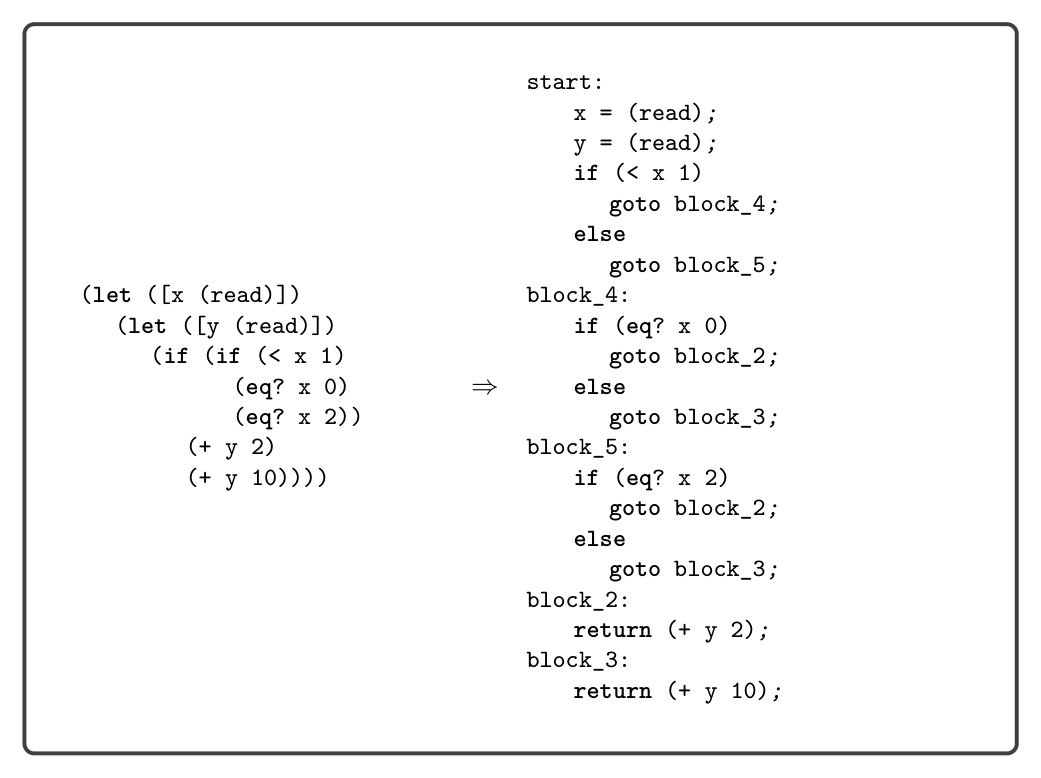 (let ([x (read)])
(let ([y (read)])
(if (if (< x 1)
(eq? x 0)
(eq? x 2))
(+ y 2)
(+ y 10))))
⇒
start:
x = (read);
y = (read);
if (< x 1)
goto block_4;
else
goto block_5;
block_4:
if (eq? x 0)
goto block_2;
else
goto block_3;
block_5:
if (eq? x 2)
goto block_2;
else
goto block_3;
block_2:
return (+ y 2);
block_3:
return (+ y 10);